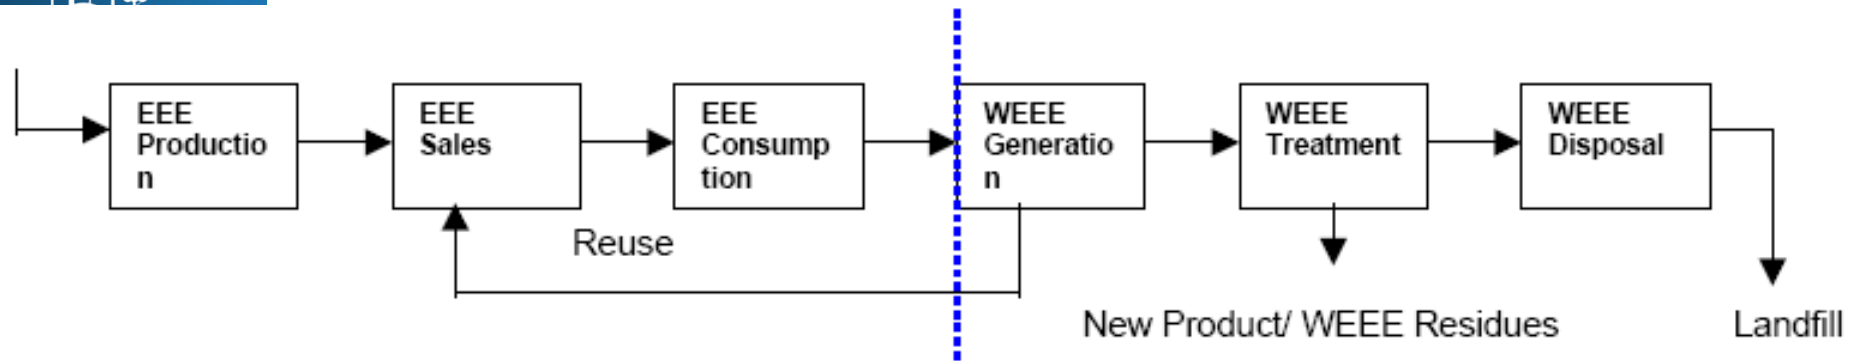 EEE
Productio
n
EEE
Sales
EEE
Consump
tion
WEEE
Generatio
n
WEEE
Treatment
WEEE
Disposal
Reuse
New Product/ WEEE Residues
Landfill